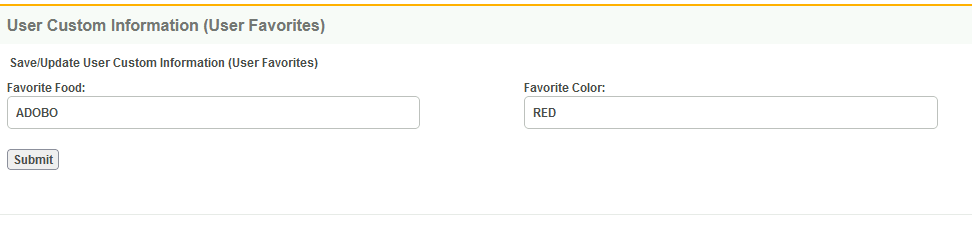 User Custom Information (User Favorites)
Save/Update User Custom Information (User Favorites)
Favorite Food:
Favorite Color:
ADOBO
RED
Submit